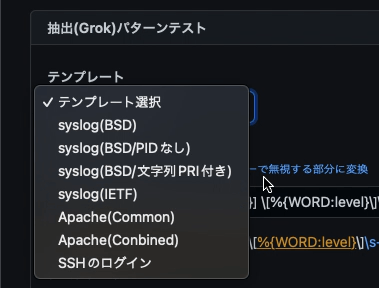 抽出(Grok)パターンテスト
テンプレート
✓ テンプレート選択
syslog(BSD)
syslog(BSD/PIDなし)
syslog(BSD/文字列PRI付き)
syslog(IETF)
Apache(Common)
Apache(Conbined)
SSHのログイン
ーで無視する部分に変換
] \[%{WORD:level}\]\
\[%{WORD:level}\]\s